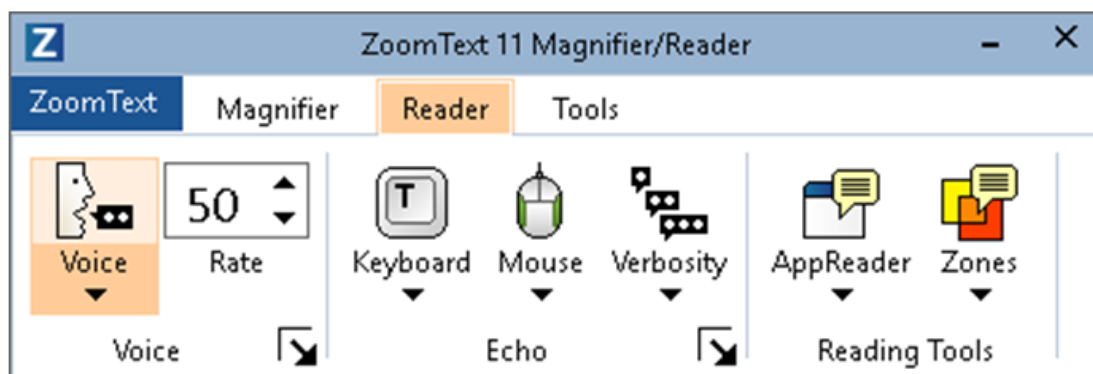 Z ZoomText 11 Magnifier/Reader
ZoomText Magnifier Reader Tools
50 T
Voice Rate Keyboard Mouse Verbosity AppReader Zones
Voice Echo Reading Tools